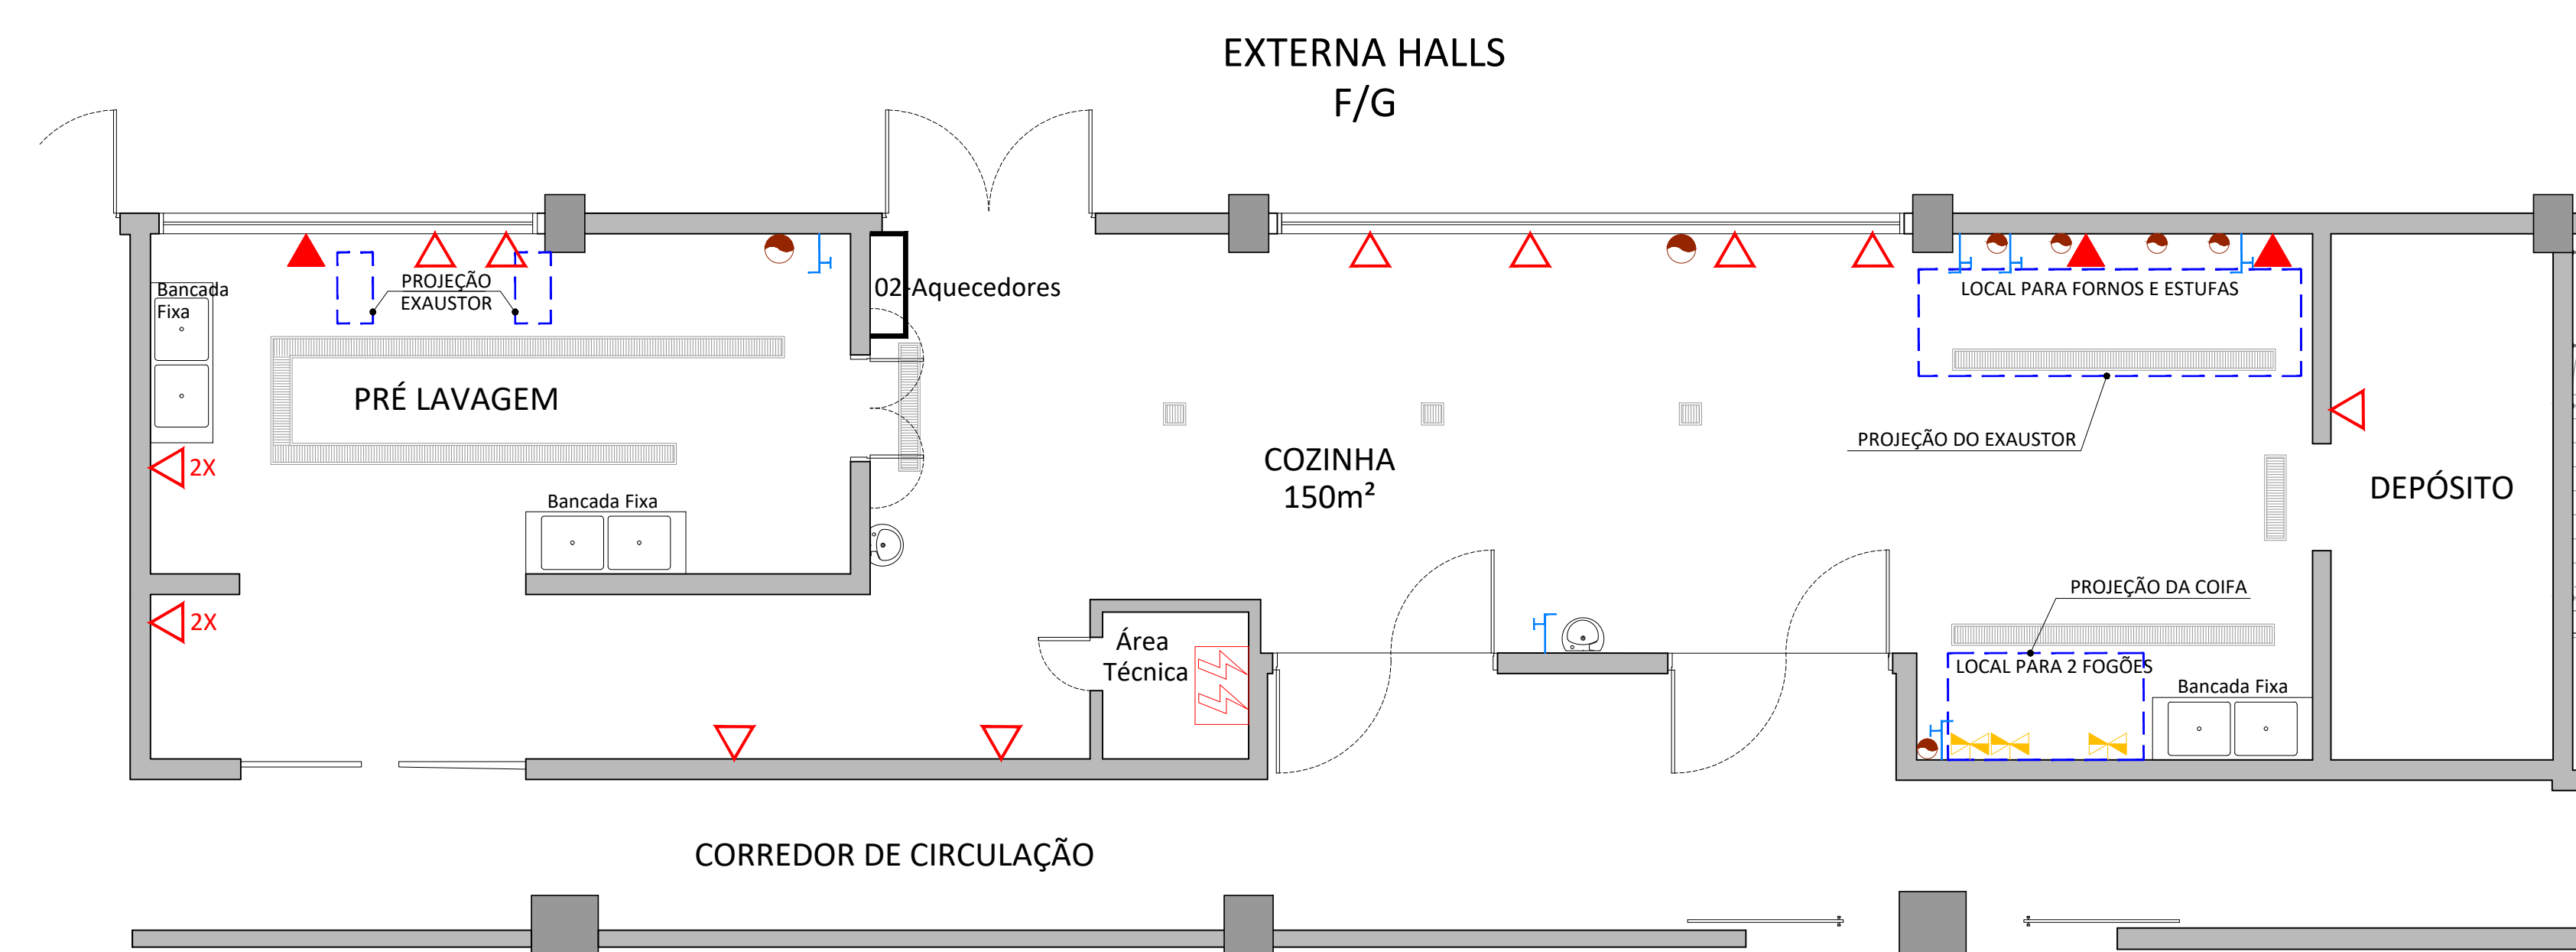 EXTERNA HALLS
F/G
PROJEÇÃO
EXAUSTOR
Bancada
Fixa
02-Aquecedores
LOCAL PARA FORNOS E ESTUFAS
PRÉ LAVAGEM
PROJEÇÃO DO EXAUSTOR
COZINHA
150m²
2X
DEPÓSITO
Bancada Fixa
PROJEÇÃO DA COIFA
2X
Área
Técnica
LOCAL PARA 2 FOGÕES
Bancada Fixa
CORREDOR DE CIRCULAÇÃO